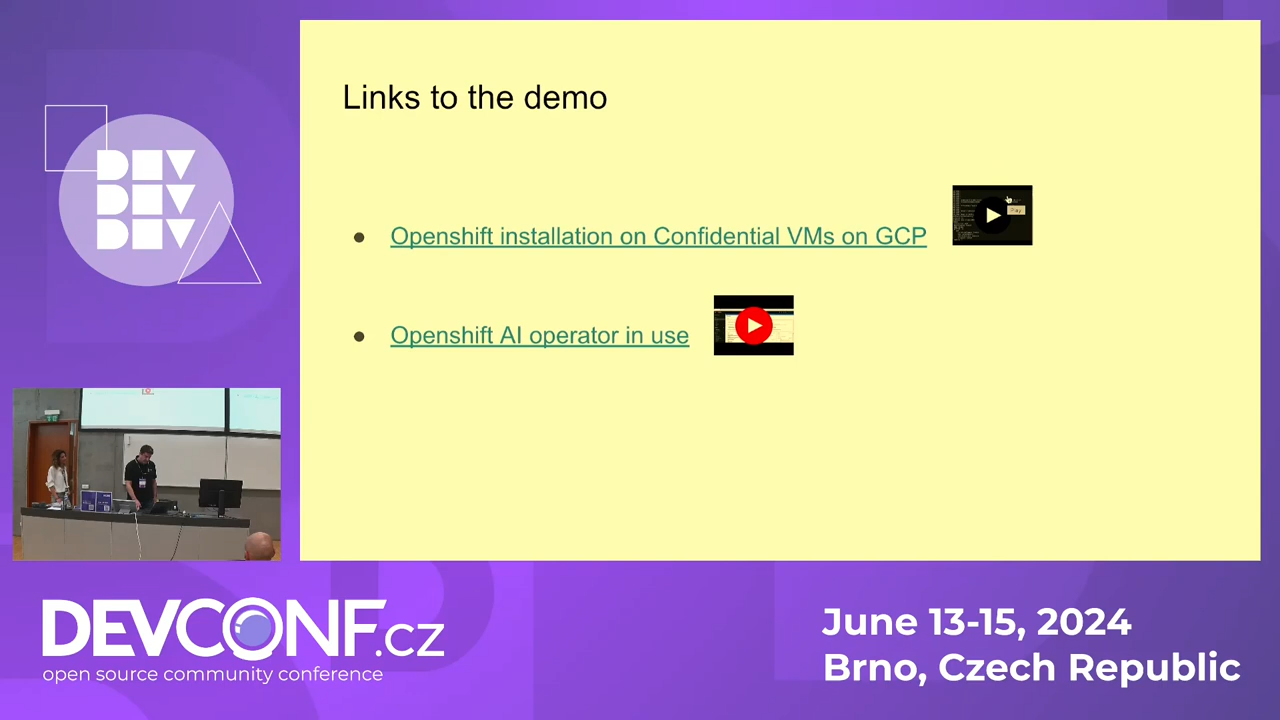 Links to the demo
Openshift installation on Confidential VMs on GCP
Play
Openshift AI operator in use
DEV
DEV
DEV
DEVCONF.cz
open source community conference
June 13-15, 2024
Brno, Czech Republic